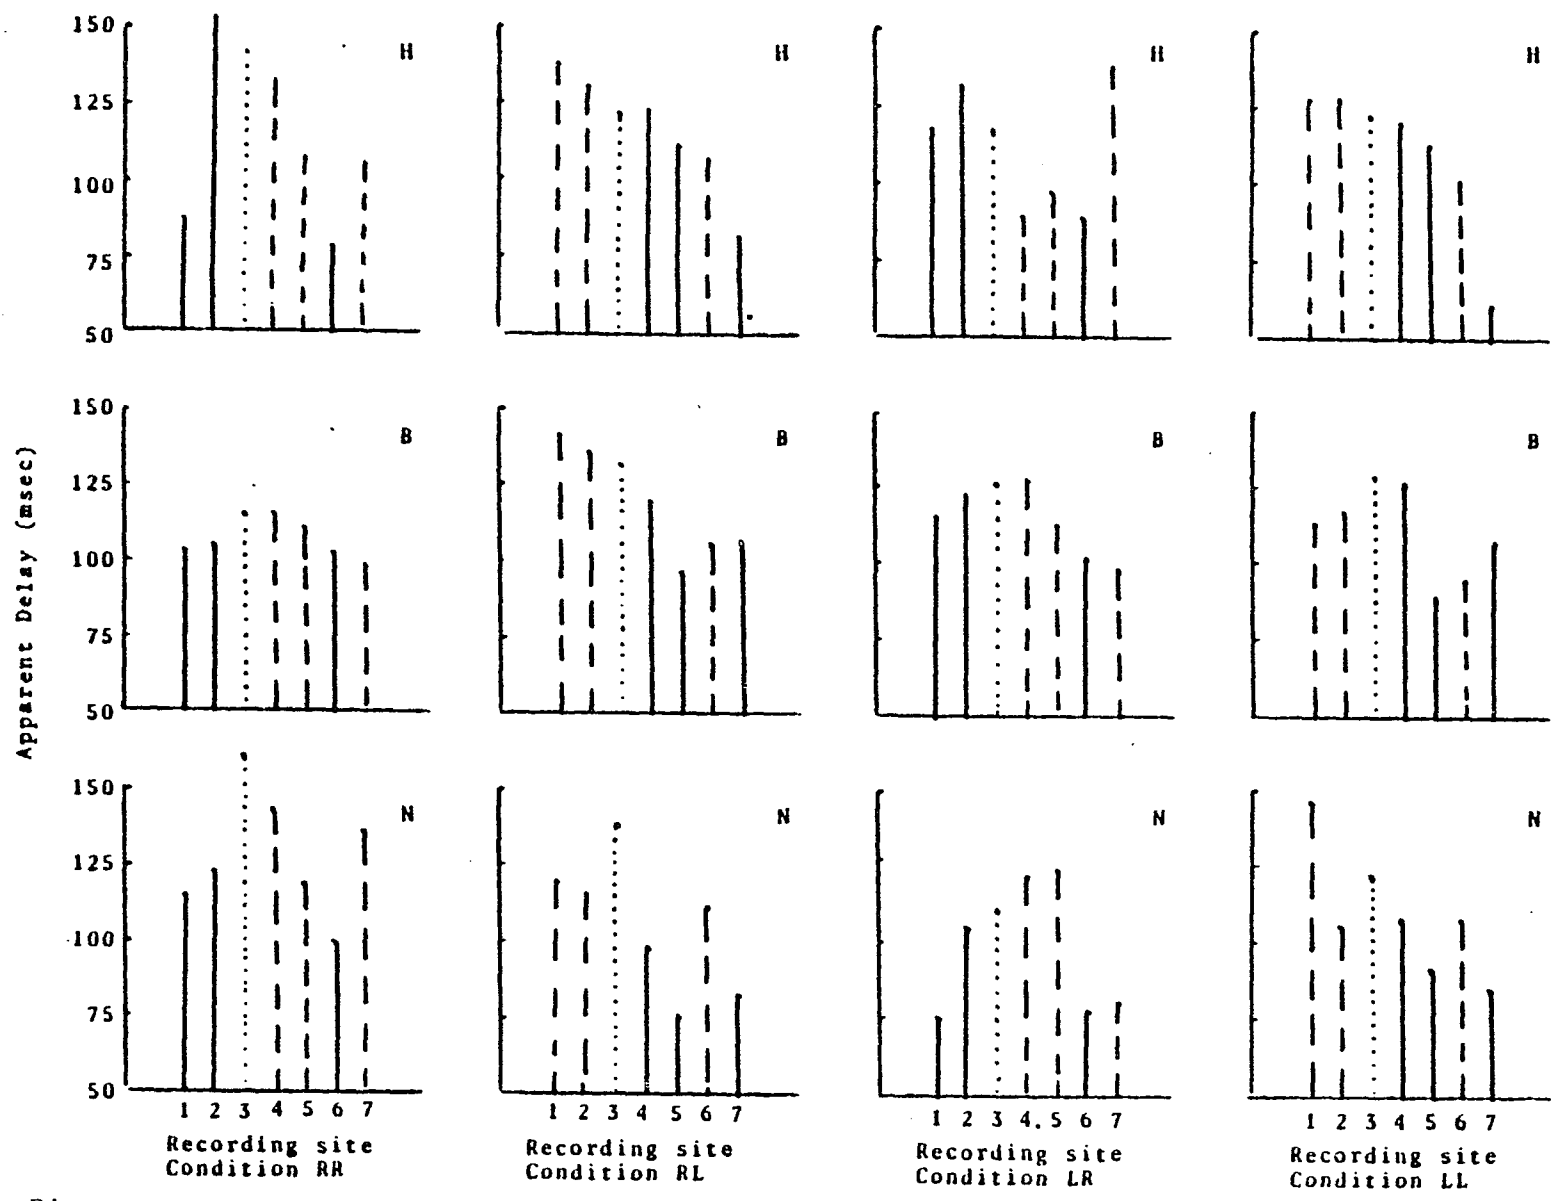 150
H
H
H
H
125
100
75
50
150
B
B
B
B
125
100
75
50
Apparent Delay (msec)
150
N
N
N
N
125
100
75
50
1 2 3 4 5 6 7
1 2 3 4 5 6 7
1 2 3 4. 5 6 7
1 2 3 4 5 6 7
Recording site
Condition RR
Recording site
Condition RL
Recording site
Condition LR
Recording site
Condition LL